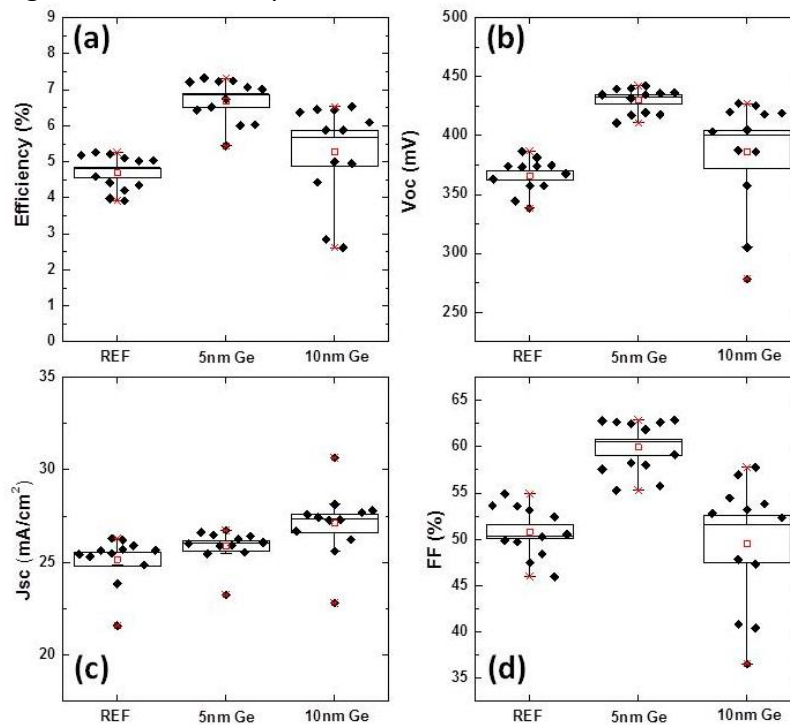 (a)
Efficiency (%)
9
8
7
6
5
4
3
2
1
0
REF 5nm Ge 10nm Ge
(b)
Voc (mV)
500
450
400
350
300
250
REF 5nm Ge 10nm Ge
(c)
Jsc (mA/cm²)
35
30
25
20
REF 5nm Ge 10nm Ge
(d)
FF (%)
65
60
55
50
45
40
35
REF 5nm Ge 10nm Ge